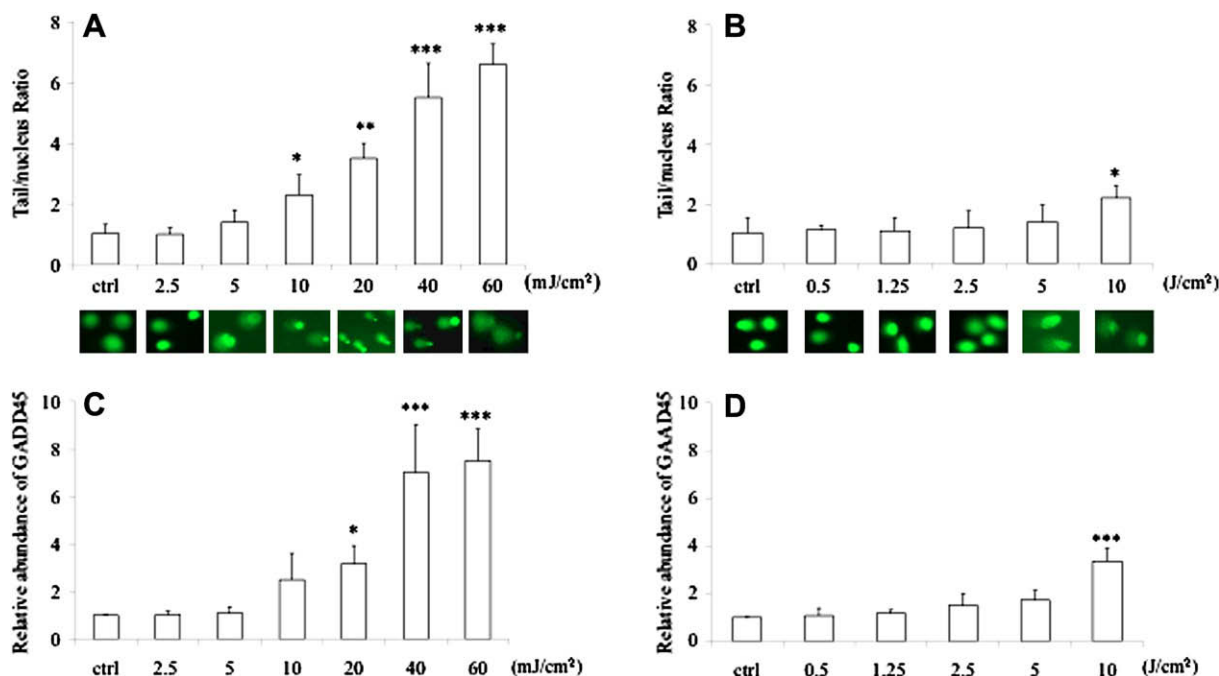 A
Tail/nucleus Ratio
8
6
4
2
0
*
**
***
***
ctrl 2.5 5 10 20 40 60 (mJ/cm²)
B
Tail/nucleus Ratio
8
6
4
2
0
*
ctrl 0.5 1.25 2.5 5 10 (J/cm²)
C
Relative abundance of GADD45
10
8
6
4
2
0
*
***
***
ctrl 2.5 5 10 20 40 60 (mJ/cm²)
D
Relative abundance of GAAD45
10
8
6
4
2
0
***
ctrl 0.5 1.25 2.5 5 10 (J/cm²)